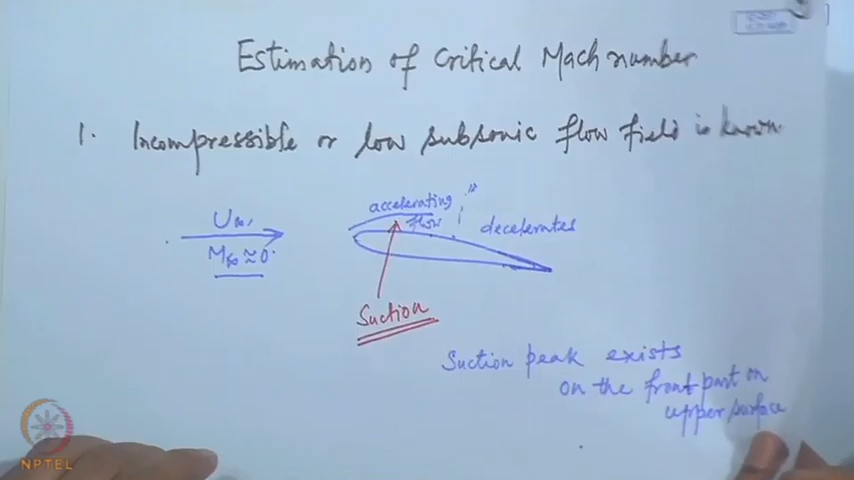 Estimation of Critical Mach number
1. Incompressible or low subsonic flow field is known
accelerating
flow
decelerates
U∞,
M∞ ≈ 0.
Suction
Suction peak exists
on the front part on
upper surface
NPTEL